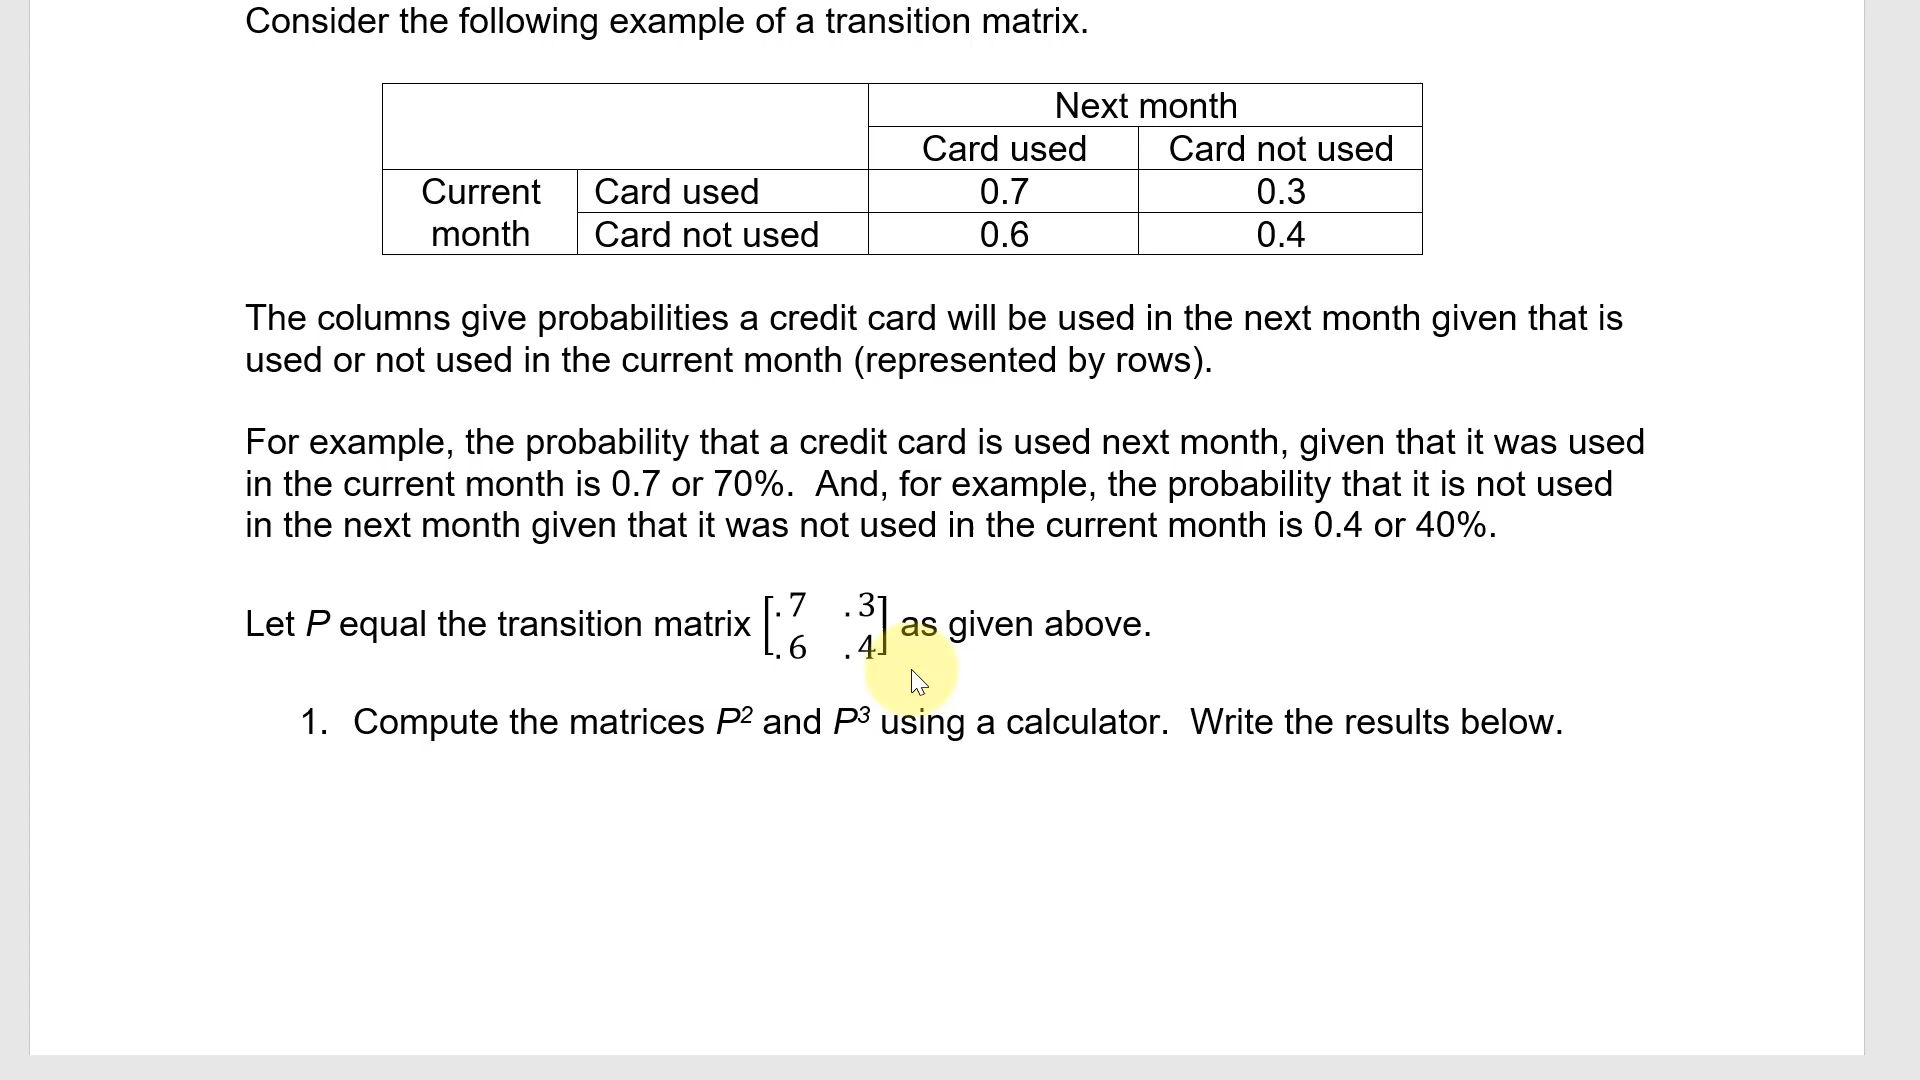 Consider the following example of a transition matrix.
Next month
Card used Card not used
Current month Card used 0.7 0.3
Card not used 0.6 0.4
The columns give probabilities a credit card will be used in the next month given that is
used or not used in the current month (represented by rows).
For example, the probability that a credit card is used next month, given that it was used
in the current month is 0.7 or 70%.  And, for example, the probability that it is not used
in the next month given that it was not used in the current month is 0.4 or 40%.
Let P equal the transition matrix [.7 .3 .6 .4] as given above.
1. Compute the matrices P² and P³ using a calculator.  Write the results below.